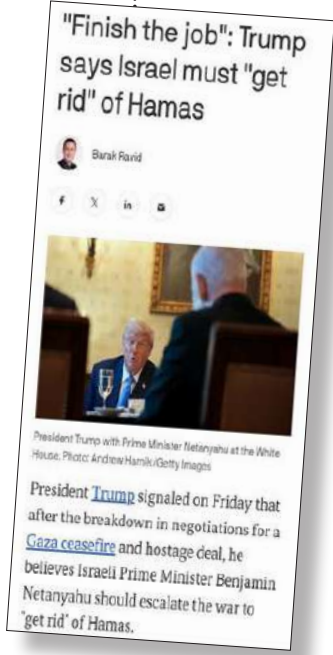 "Finish the job": Trump
says Israel must "get
rid" of Hamas
Barak Ravid
f X in
President Trump with Prime Minister Netanyahu at the White
House. Photo: Andrew Harnik/Getty Images
President Trump signaled on Friday that
after the breakdown in negotiations for a
Gaza ceasefire and hostage deal, he
believes Israeli Prime Minister Benjamin
Netanyahu should escalate the war to
"get rid" of Hamas.